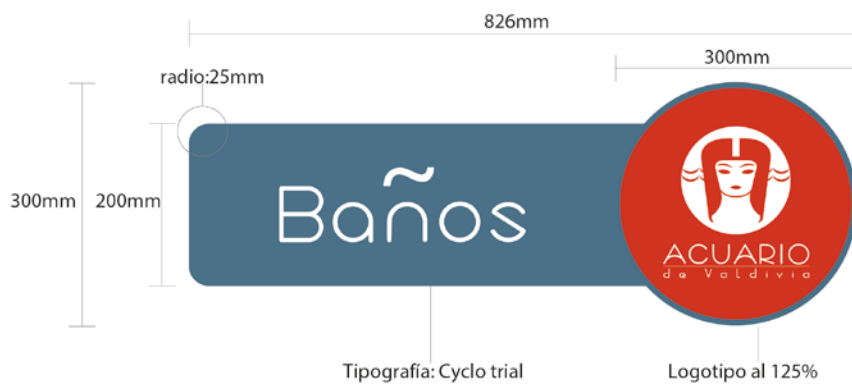 826mm
300mm
radio:25mm
300mm
200mm
Baños
ACUARIO
de Valdivia
Tipografía: Cyclo trial
Logotipo al 125%